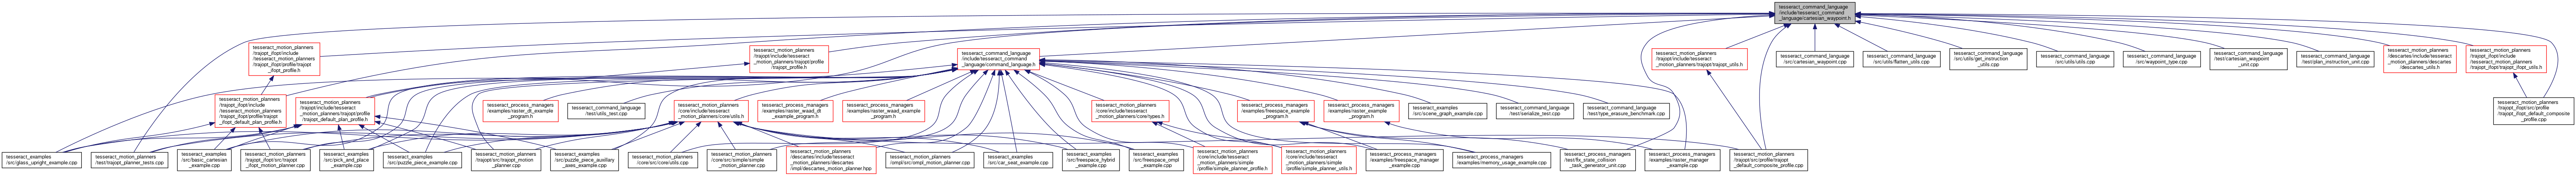 tesseract_command_language
/include/tesseract_command
_language/cartesian_waypoint.h
tesseract_motion_planners
/trajopt_ifopt/include
/tesseract_motion_planners
/trajopt_ifopt/profile/trajopt
_ifopt_profile.h
tesseract_motion_planners
/trajopt/include/tesseract
_motion_planners/trajopt/profile
/trajopt_profile.h
tesseract_command_language
/include/tesseract_command
_language/command_language.h
tesseract_motion_planners
/trajopt/include/tesseract
_motion_planners/trajopt/trajopt_utils.h
tesseract_command_language
/src/cartesian_waypoint.cpp
tesseract_command_language
/src/utils/flatten_utils.cpp
tesseract_command_language
/src/utils/get_instruction
_utils.cpp
tesseract_command_language
/src/utils/utils.cpp
tesseract_command_language
/src/waypoint_type.cpp
tesseract_command_language
/test/cartesian_waypoint
_unit.cpp
tesseract_command_language
/test/plan_instruction_unit.cpp
tesseract_motion_planners
/descartes/include/tesseract
_motion_planners/descartes
/descartes_utils.h
tesseract_motion_planners
/trajopt_ifopt/include
/tesseract_motion_planners
/trajopt_ifopt/trajopt_ifopt_utils.h
tesseract_motion_planners
/trajopt_ifopt/include
/tesseract_motion_planners
/trajopt_ifopt/profile/trajopt
_ifopt_default_plan_profile.h
tesseract_motion_planners
/trajopt/include/tesseract
_motion_planners/trajopt/profile
/trajopt_default_plan_profile.h
tesseract_process_managers
/examples/raster_dt_example
_program.h
tesseract_command_language
/test/utils_test.cpp
tesseract_motion_planners
/core/include/tesseract
_motion_planners/core/utils.h
tesseract_process_managers
/examples/raster_waad_dt
_example_program.h
tesseract_process_managers
/examples/raster_waad_example
_program.h
tesseract_motion_planners
/core/include/tesseract
_motion_planners/core/types.h
tesseract_process_managers
/examples/freespace_example
_program.h
tesseract_process_managers
/examples/raster_example
_program.h
tesseract_examples
/src/scene_graph_example.cpp
tesseract_command_language
/test/serialize_test.cpp
tesseract_command_language
/test/type_erasure_benchmark.cpp
tesseract_motion_planners
/trajopt_ifopt/src/profile
/trajopt_ifopt_default_composite
_profile.cpp
tesseract_examples
/src/glass_upright_example.cpp
tesseract_motion_planners
/test/trajopt_planner_tests.cpp
tesseract_examples
/src/basic_cartesian
_example.cpp
tesseract_motion_planners
/trajopt_ifopt/src/trajopt
_ifopt_motion_planner.cpp
tesseract_examples
/src/pick_and_place
_example.cpp
tesseract_examples
/src/puzzle_piece_example.cpp
tesseract_motion_planners
/trajopt/src/trajopt_motion
_planner.cpp
tesseract_examples
/src/puzzle_piece_auxillary
_axes_example.cpp
tesseract_motion_planners
/core/src/core/utils.cpp
tesseract_motion_planners
/core/src/simple/simple
_motion_planner.cpp
tesseract_motion_planners
/descartes/include/tesseract
_motion_planners/descartes
/impl/descartes_motion_planner.hpp
tesseract_motion_planners
/ompl/src/ompl_motion_planner.cpp
tesseract_examples
/src/car_seat_example.cpp
tesseract_examples
/src/freespace_hybrid
_example.cpp
tesseract_examples
/src/freespace_ompl
_example.cpp
tesseract_motion_planners
/core/include/tesseract
_motion_planners/simple
/profile/simple_planner_profile.h
tesseract_motion_planners
/core/include/tesseract
_motion_planners/simple
/profile/simple_planner_utils.h
tesseract_process_managers
/examples/freespace_manager
_example.cpp
tesseract_process_managers
/examples/memory_usage_example.cpp
tesseract_process_managers
/test/fix_state_collision
_task_generator_unit.cpp
tesseract_process_managers
/examples/raster_manager
_example.cpp
tesseract_motion_planners
/trajopt/src/profile/trajopt
_default_composite_profile.cpp